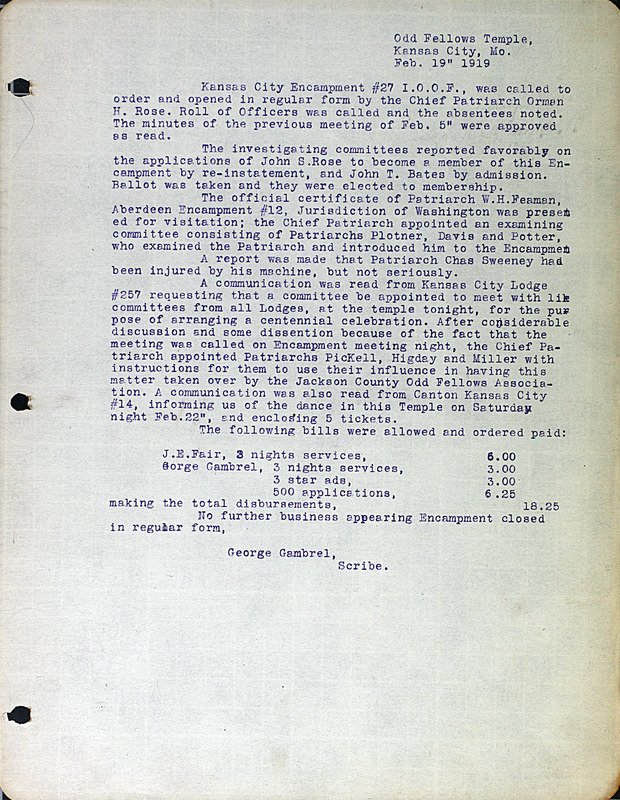 Odd Fellows Temple,
Kansas City, Mo.
Feb. 19" 1919
Kansas City Encampment #27 I.O.O.F., was called to
order and opened in regular form by the Chief Patriarch Orman
H. Rose. Roll of Officers was called and the absentees noted.
The minutes of the previous meeting of Feb. 5" were approved
as read.
The investigating committees reported favorably on
the applications of John S.Rose to become a member of this En-
campment by re-instatement, and John T. Bates by admission.
Ballot was taken and they were elected to membership.
The official certificate of Patriarch W.H.Feaman,
Aberdeen Encampment #12, Jurisdiction of Washington was present
ed for visitation; the Chief Patriarch appointed an examining
committee consisting of Patriarchs Plotner, Davis and Potter,
who examined the Patriarch and introduced him to the Encampmen
A report was made that Patriarch Chas Sweeney had
been injured by his machine, but not seriously.
A communication was read from Kansas City Lodge
#257 requesting that a committee be appointed to meet with lik
committees from all Lodges, at the temple tonight, for the pur
pose of arranging a centennial celebration. After considerable
discussion and some dissention because of the fact that the
meeting was called on Encampment meeting night, the Chief Pa-
triarch appointed Patriarchs PicKell, Higday and Miller with
instructions for them to use their influence in having this
matter taken over by the Jackson County Odd Fellows Associa-
tion. A communication was also read from Canton Kansas City
#14, informing us of the dance in this Temple on Saturday
night Feb.22", and enclosing 5 tickets.
The following bills were allowed and ordered paid:
J.E.Fair, 3 nights services, 6.00
Gorge Gambrel, 3 nights services, 3.00
3 star ads, 3.00
500 applications, 6.25
making the total disbursements, 18.25
No further business appearing Encampment closed
in regular form,
George Gambrel,
Scribe.